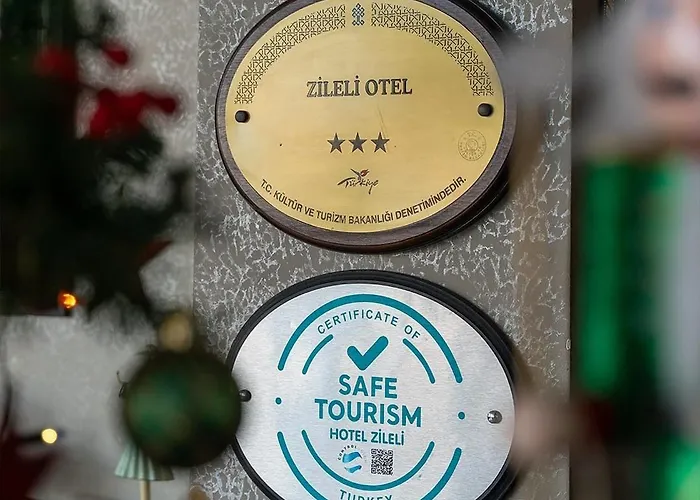 ZİLELİ OTEL
Türkiye
T.C. KÜLTÜR VE TURİZM BAKANLIĞI DENETİMİNDEDİR.
CERTIFICATE OF
SAFE
TOURISM
HOTEL ZİLELİ
TURKEY